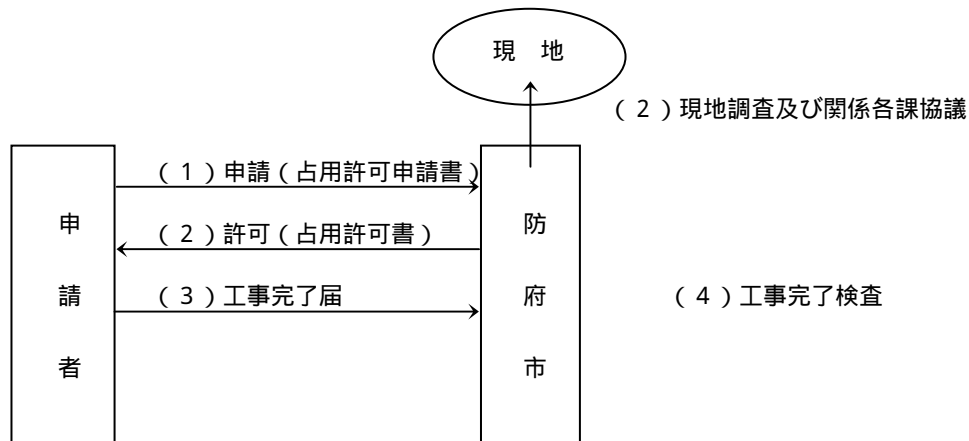 現　地
（２）現地調査及び関係各課協議
（１）申請（占用許可申請書）
（２）許可（占用許可書）
（３）工事完了届
（４）工事完了検査
申請者
防府市